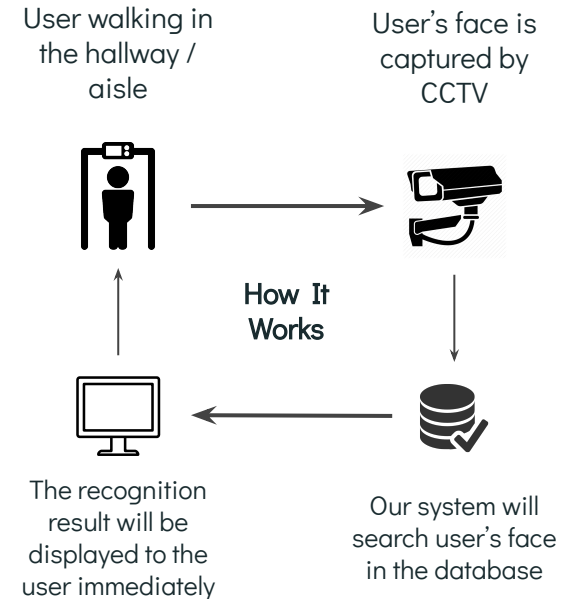 User walking in
the hallway /
aisle
User’s face is
captured by
CCTV
How It
Works
The recognition
result will be
displayed to the
user immediately
Our system will
search user’s face
in the database